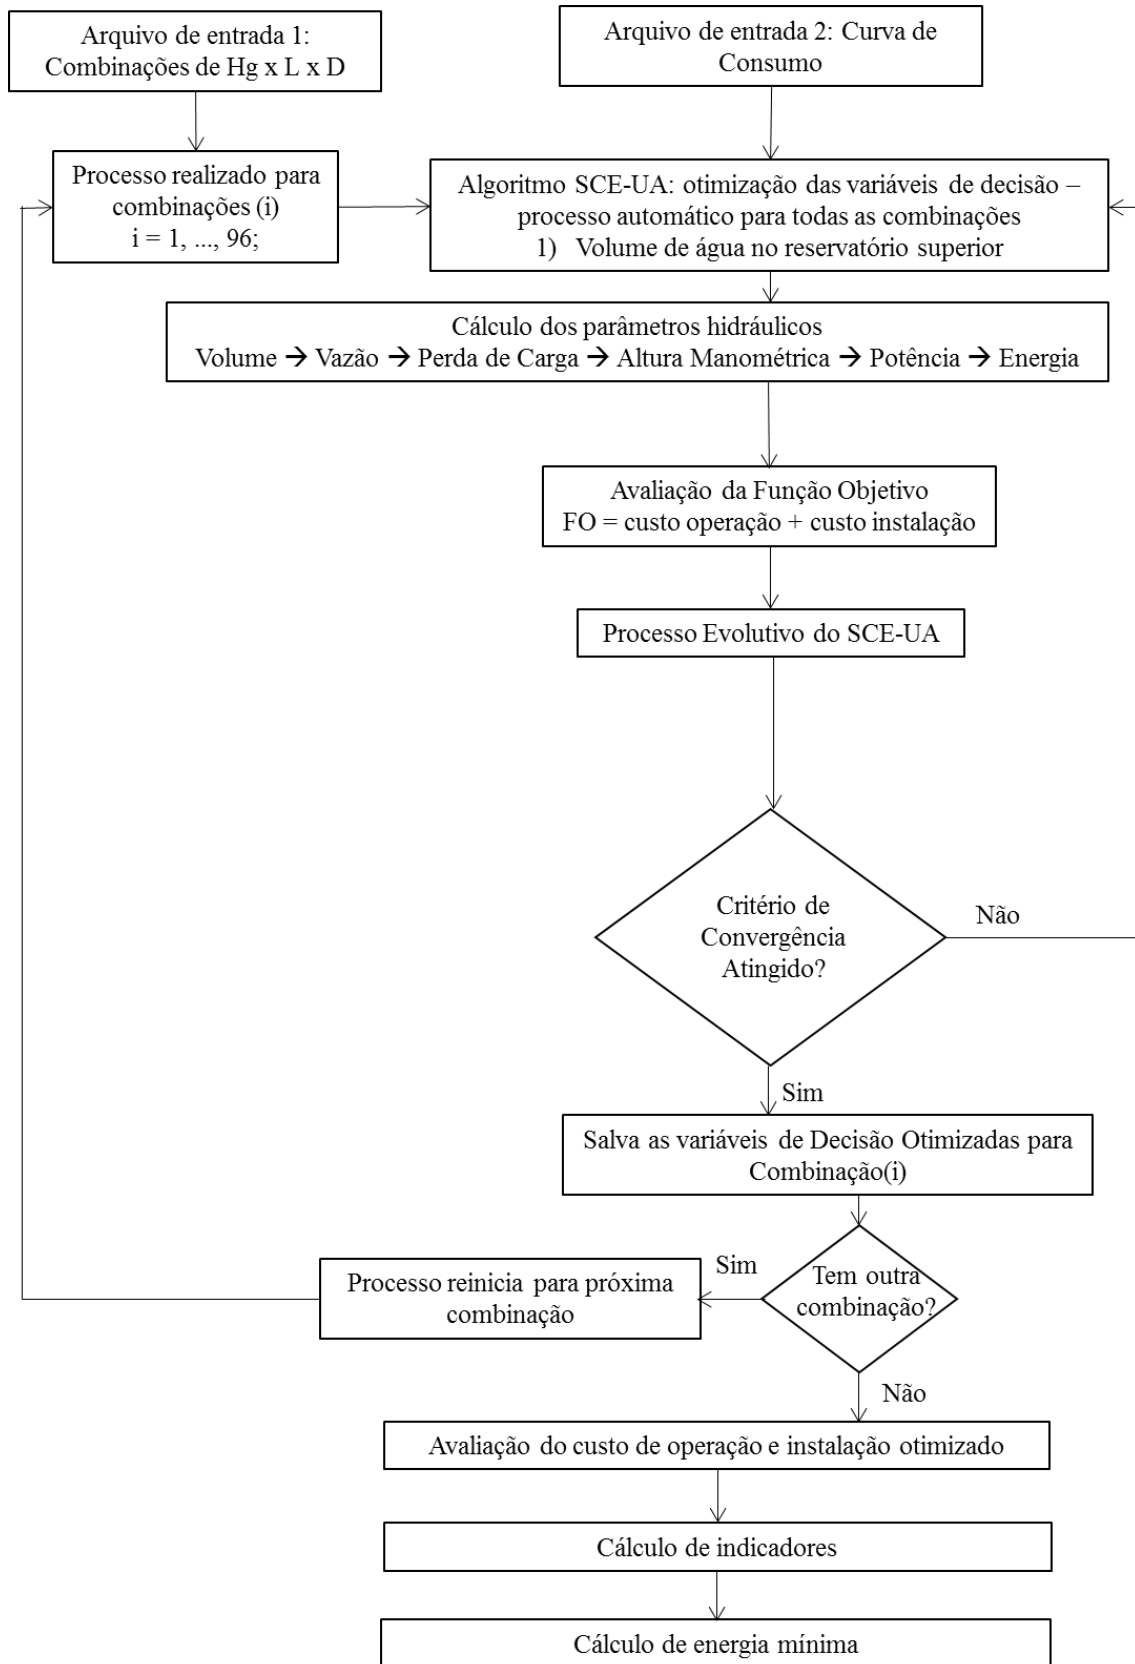 Arquivo de entrada 1:
Combinações de Hg x L x D
Arquivo de entrada 2: Curva de
Consumo
Processo realizado para
combinações (i)
i = 1, ..., 96;
Algoritmo SCE-UA: otimização das variáveis de decisão –
processo automático para todas as combinações
1) Volume de água no reservatório superior
Cálculo dos parâmetros hidráulicos
Volume → Vazão → Perda de Carga → Altura Manométrica → Potência → Energia
Avaliação da Função Objetivo
FO = custo operação + custo instalação
Processo Evolutivo do SCE-UA
Critério de
Convergência
Atingido?
Não
Sim
Salva as variáveis de Decisão Otimizadas para
Combinação(i)
Tem outra
combinação?
Sim
Processo reinicia para próxima
combinação
Não
Avaliação do custo de operação e instalação otimizado
Cálculo de indicadores
Cálculo de energia mínima